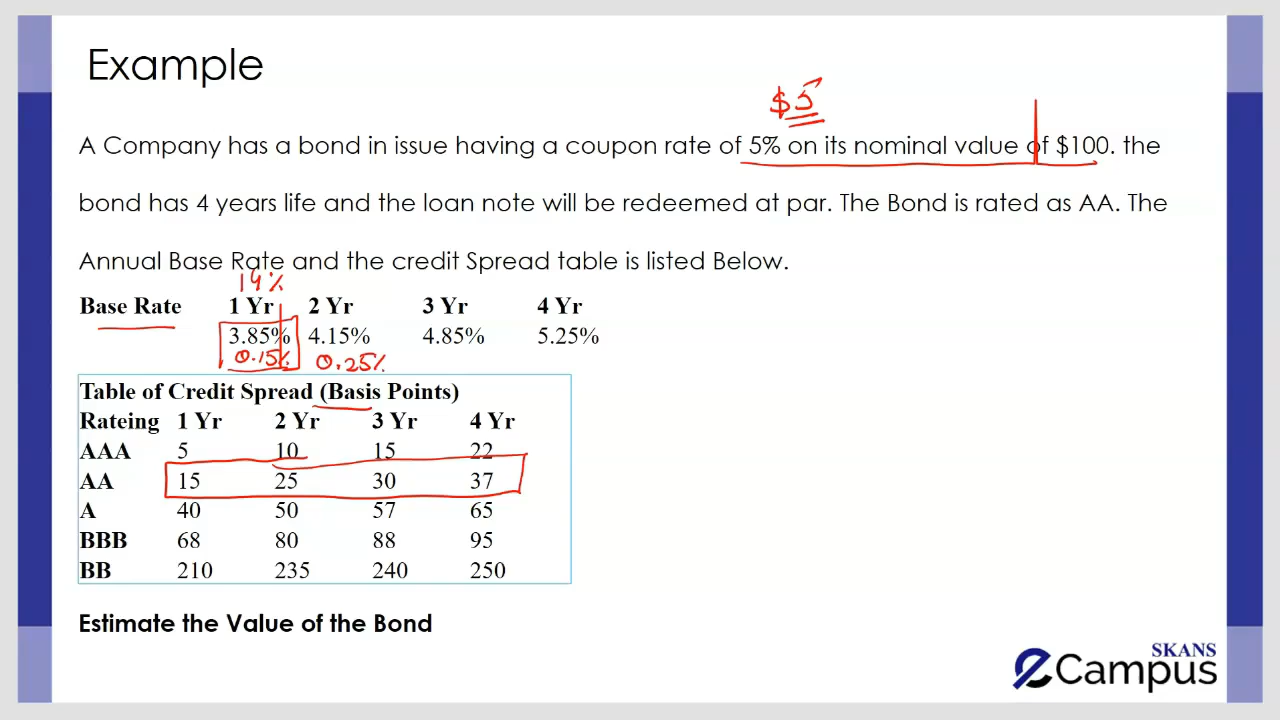 Example
$5
A Company has a bond in issue having a coupon rate of 5% on its nominal value of $100. the
bond has 4 years life and the loan note will be redeemed at par. The Bond is rated as AA. The
Annual Base Rate and the credit Spread table is listed Below.
Base Rate 1 Yr 2 Yr 3 Yr 4 Yr
3.85% 4.15% 4.85% 5.25%
0.15% 0.25%
Table of Credit Spread (Basis Points)
Rateing 1 Yr 2 Yr 3 Yr 4 Yr
AAA 5 10 15 22
AA 15 25 30 37
A 40 50 57 65
BBB 68 80 88 95
BB 210 235 240 250
Estimate the Value of the Bond
SKANS
eCampus